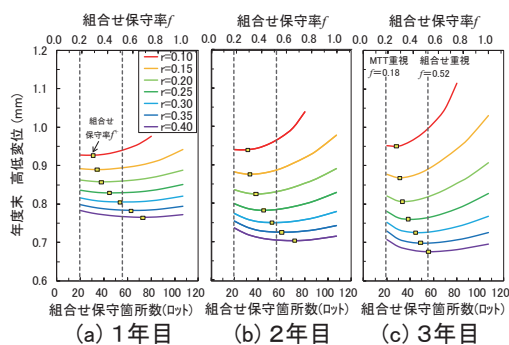 組合せ保守率f
組合せ保守率f
組合せ保守率f
0.0 0.2 0.4 0.6 0.8 1.0
0.0 0.2 0.4 0.6 0.8 1.0
0.0 0.2 0.4 0.6 0.8 1.0
年度末 高低変位(mm)
1.2
1.1
1.0
0.9
0.8
0.7
0.6
r=0.10
r=0.15
r=0.20
r=0.25
r=0.30
r=0.35
r=0.40
組合せ
保守率f*
MTT重視
f=0.18
組合せ重視
f=0.52
0 20 40 60 80 100 120
0 20 40 60 80 100 120
0 20 40 60 80 100 120
組合せ保守箇所数(ロット)
組合せ保守箇所数(ロット)
組合せ保守箇所数(ロット)
(a) 1年目
(b) 2年目
(c) 3年目